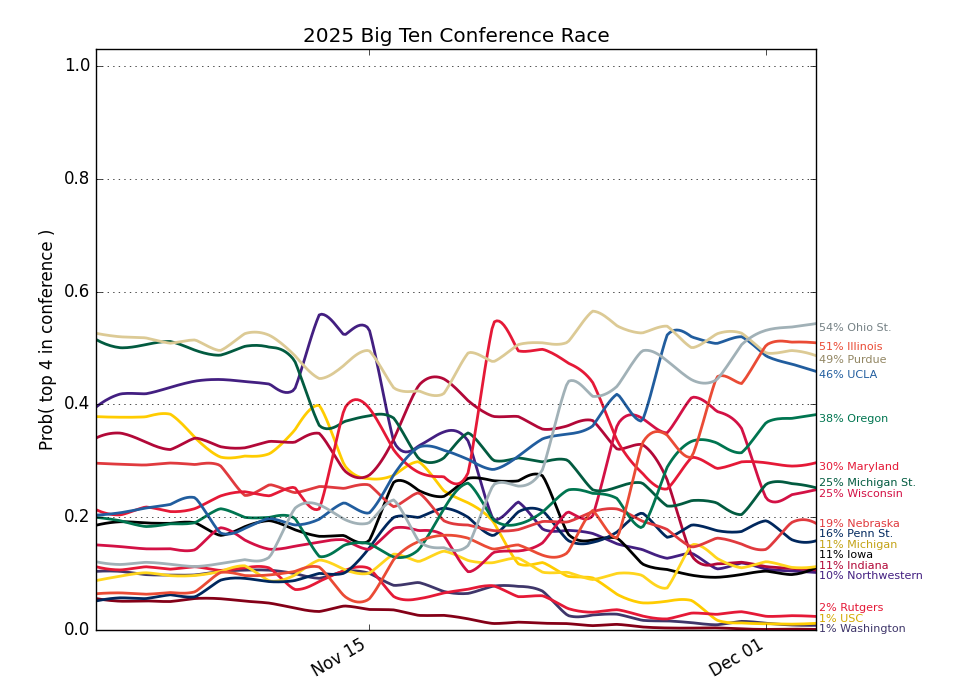 2025 Big Ten Conference Race
Prob( top 4 in conference )
1.0
0.8
0.6
0.4
0.2
0.0
Nov 15
Dec 01
54% Ohio St.
51% Illinois
49% Purdue
46% UCLA
38% Oregon
30% Maryland
25% Michigan St.
25% Wisconsin
19% Nebraska
16% Penn St.
11% Michigan
11% Iowa
11% Indiana
10% Northwestern
2% Rutgers
1% USC
1% Washington